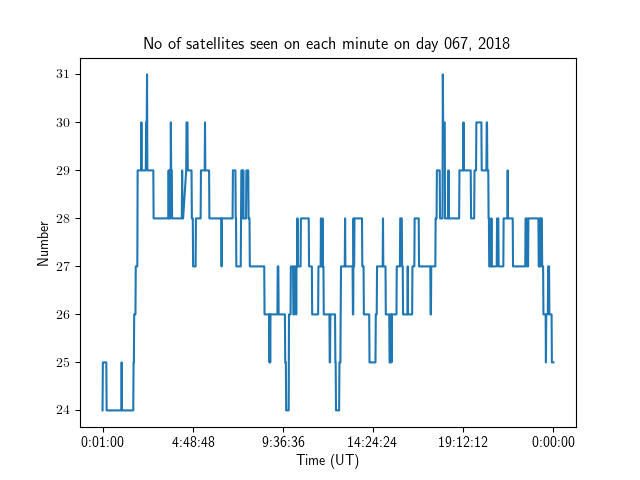 No of satellites seen on each minute on day 067, 2018
31
30
29
28
27
26
25
24
Number
0:01:00 4:48:48 9:36:36 14:24:24 19:12:12 0:00:00
Time (UT)